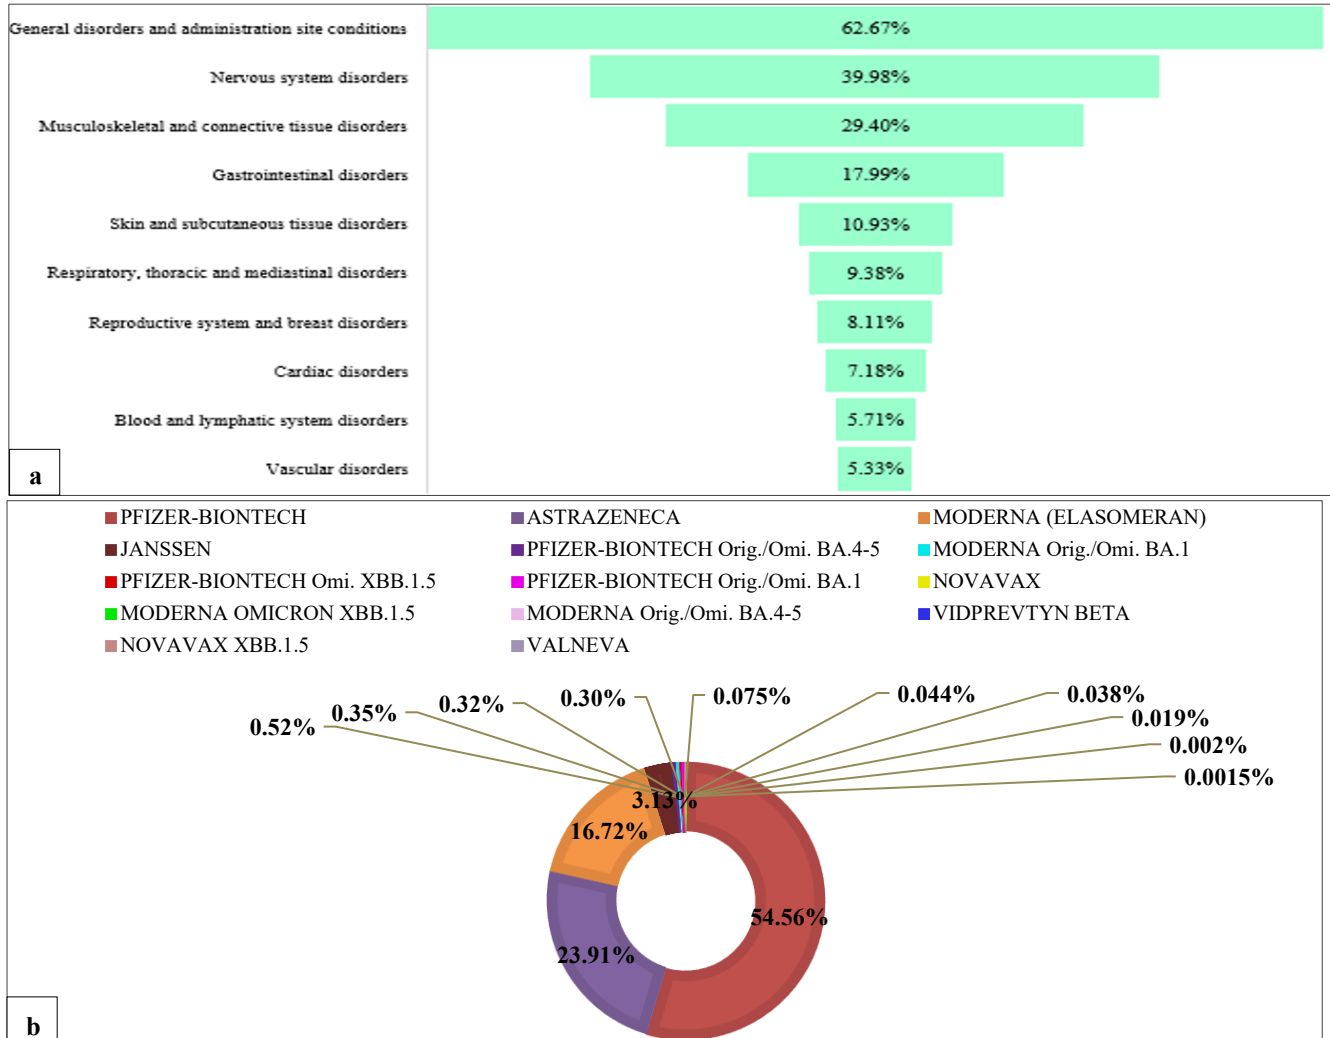 General disorders and administration site conditions 62.67%
Nervous system disorders 39.98%
Musculoskeletal and connective tissue disorders 29.40%
Gastrointestinal disorders 17.99%
Skin and subcutaneous tissue disorders 10.93%
Respiratory, thoracic and mediastinal disorders 9.38%
Reproductive system and breast disorders 8.11%
Cardiac disorders 7.18%
Blood and lymphatic system disorders 5.71%
Vascular disorders 5.33%
a
PFIZER-BIONTECH ASTRAZENECA MODERNA (ELASOMERAN)
JANSSEN PFIZER-BIONTECH Orig./Omi. BA.4-5 MODERNA Orig./Omi. BA.1
PFIZER-BIONTECH Omi. XBB.1.5 PFIZER-BIONTECH Orig./Omi. BA.1 NOVAVAX
MODERNA OMICRON XBB.1.5 MODERNA Orig./Omi. BA.4-5 VIDPREVTYN BETA
NOVAVAX XBB.1.5 VALNEVA
0.52% 0.35% 0.32% 0.30% 0.075% 0.044% 0.038%
0.019%
0.002%
0.0015%
3.13%
16.72%
54.56%
23.91%
b